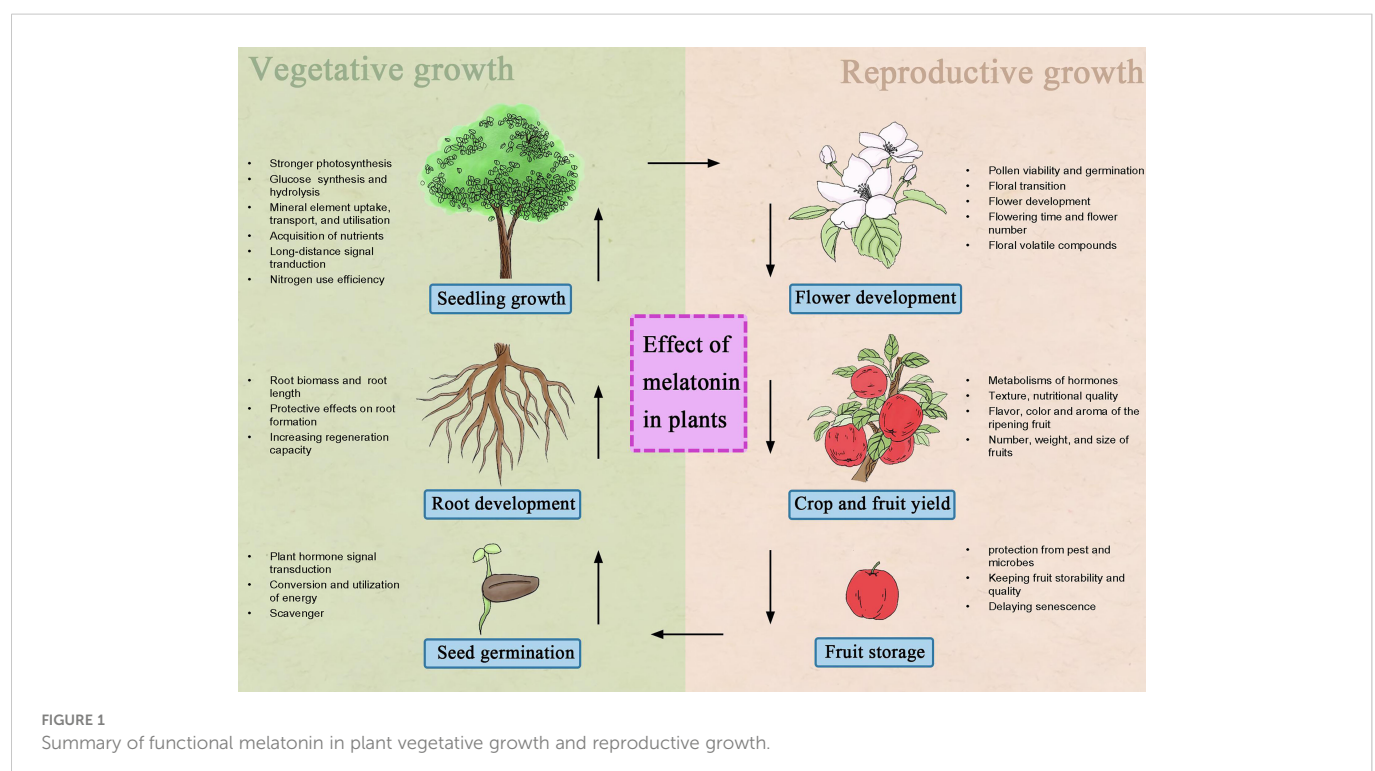 Vegetative growth
Stronger photosynthesis
Glucose synthesis and
hydrolysis
Mineral element uptake,
transport, and utilisation
Acquisition of nutrients
Long-distance signal
tranduction
Nitrogen use efficiency
Seedling growth
Root biomass and root
length
Protective effects on root
formation
Increasing regeneration
capacity
Root development
Plant hormone signal
transduction
Conversion and utilization
of energy
Scavenger
Seed germination
Effect of
melatonin
in plants
Reproductive growth
Pollen viability and germination
Floral transition
Flower development
Flowering time and flower
number
Floral volatile compounds
Flower development
Metabolisms of hormones
Texture, nutritional quality
Flavor, color and aroma of the
ripening fruit
Number, weight, and size of
fruits
Crop and fruit yield
protection from pest and
microbes
Keeping fruit storability and
quality
Delaying senescence
Fruit storage
FIGURE 1
Summary of functional melatonin in plant vegetative growth and reproductive growth.